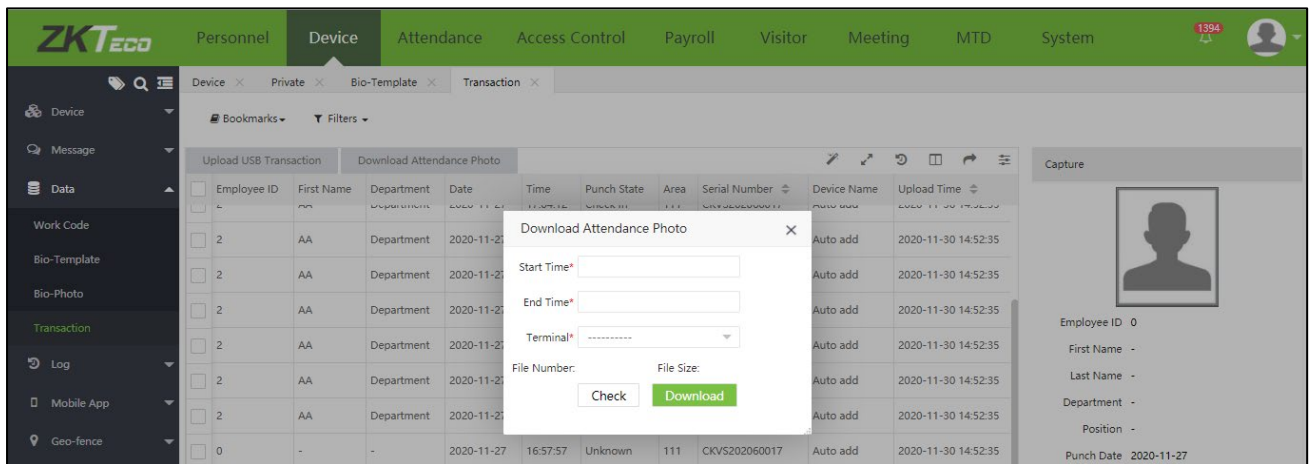 ZKTECO Personnel Device Attendance Access Control Payroll Visitor Meeting MTD System 1394
Device Private Bio-Template Transaction
Device
Bookmarks Filters
Message
Upload USB Transaction Download Attendance Photo
Capture
Data
Employee ID First Name Department Date Time Punch State Area Serial Number Device Name Upload Time
Work Code
Bio-Template
Bio-Photo
Transaction
Log
Mobile App
Geo-fence
2 AA Department 2020-11-27 Auto add 2020-11-30 14:52:35
2 AA Department 2020-11-27 Auto add 2020-11-30 14:52:35
2 AA Department 2020-11-27 Auto add 2020-11-30 14:52:35
2 AA Department 2020-11-27 Auto add 2020-11-30 14:52:35
2 AA Department 2020-11-27 Auto add 2020-11-30 14:52:35
2 AA Department 2020-11-27 Auto add 2020-11-30 14:52:35
0 - - 2020-11-27 16:57:57 Unknown 111 CKVS202060017 Auto add 2020-11-30 14:52:35
Download Attendance Photo
Start Time*
End Time*
Terminal* ----------
File Number: File Size:
Check Download
Employee ID 0
First Name -
Last Name -
Department -
Position -
Punch Date 2020-11-27